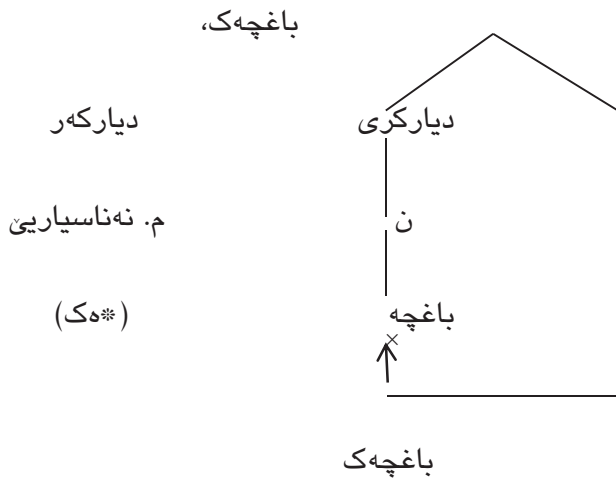 باغچەک،
دیارکری دیارکەر
ن م. نەناسیاریێ
باغچە (*ەک)
×
باغچەک